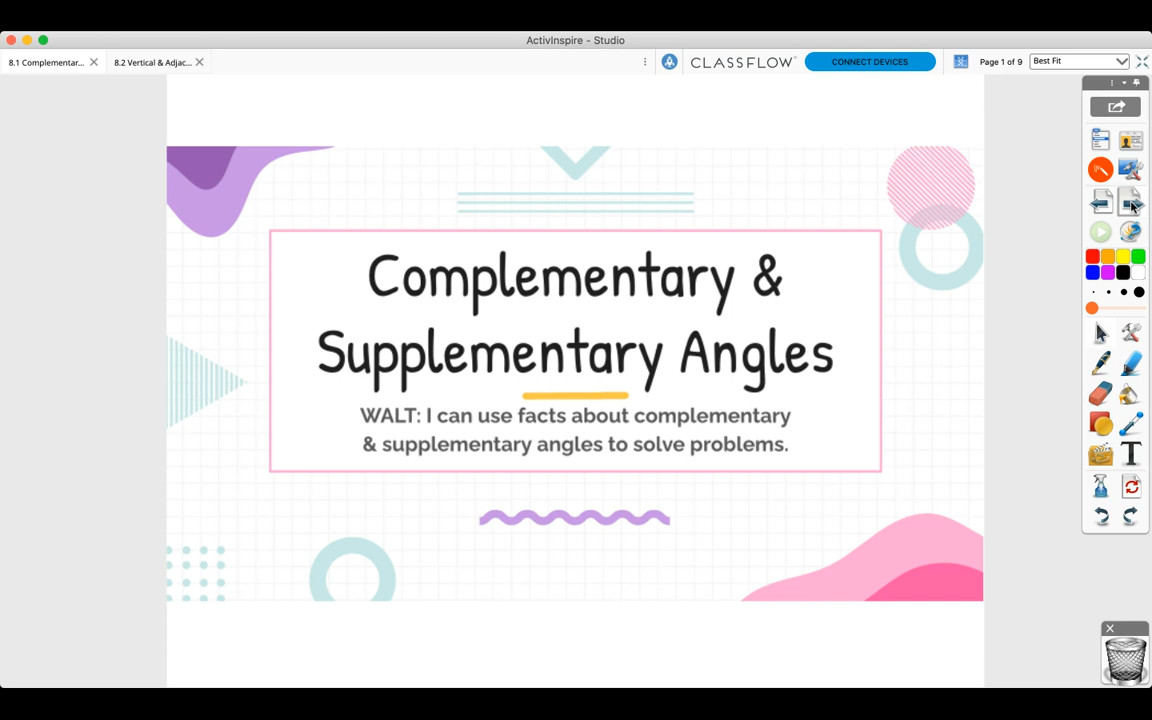 ActivInspire - Studio
8.1 Complementar...
8.2 Vertical & Adjac...
CLASSFLOW
CONNECT DEVICES
Page 1 of 9
Best Fit
Complementary &
Supplementary Angles
WALT: I can use facts about complementary
& supplementary angles to solve problems.
T
X